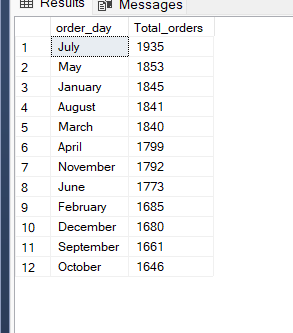 Results Messages
order_day Total_orders
1 July 1935
2 May 1853
3 January 1845
4 August 1841
5 March 1840
6 April 1799
7 November 1792
8 June 1773
9 February 1685
10 December 1680
11 September 1661
12 October 1646